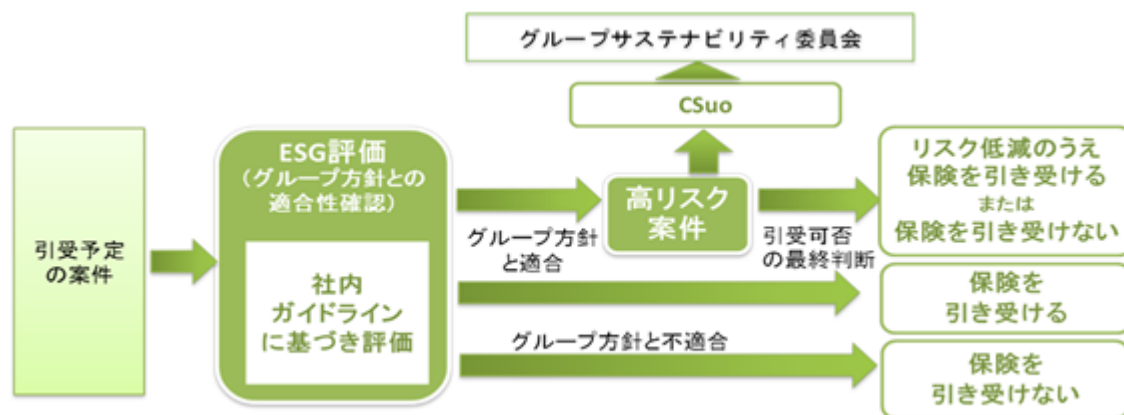 グループサステナビリティ委員会
CSuo
引受予定
の案件
ESG評価
（グループ方針との
適合性確認）
社内
ガイドライン
に基づき評価
グループ方針
と適合
高リスク
案件
引受可否
の最終判断
リスク低減のうえ
保険を引き受ける
または
保険を引き受けない
保険を
引き受ける
グループ方針と不適合
保険を
引き受けない